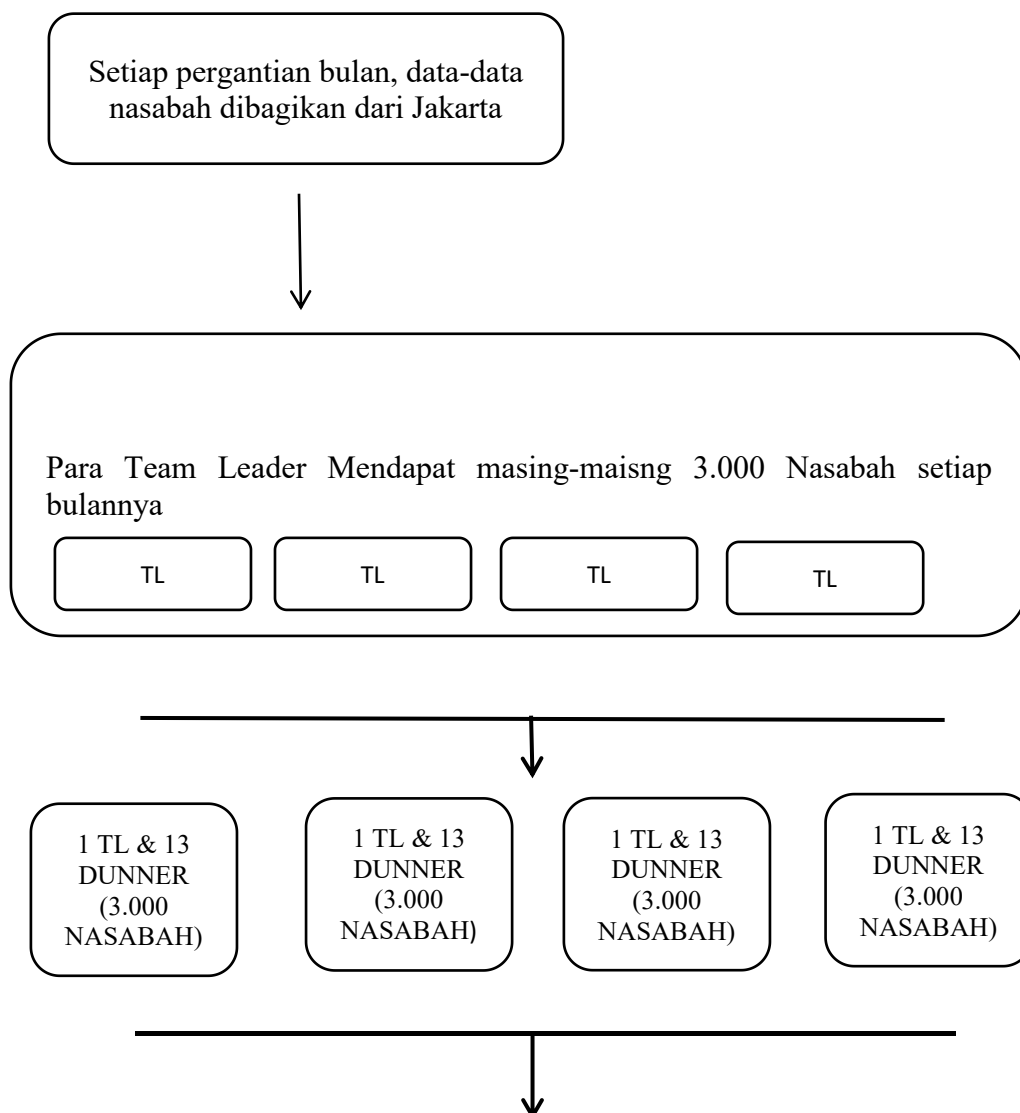 Setiap pergantian bulan, data-data
nasabah dibagikan dari Jakarta
Para Team Leader Mendapat masing-maisng 3.000 Nasabah setiap
bulannya
TL
TL
TL
TL
1 TL & 13
DUNNER
(3.000
NASABAH)
1 TL & 13
DUNNER
(3.000
NASABAH)
1 TL & 13
DUNNER
(3.000
NASABAH)
1 TL & 13
DUNNER
(3.000
NASABAH)